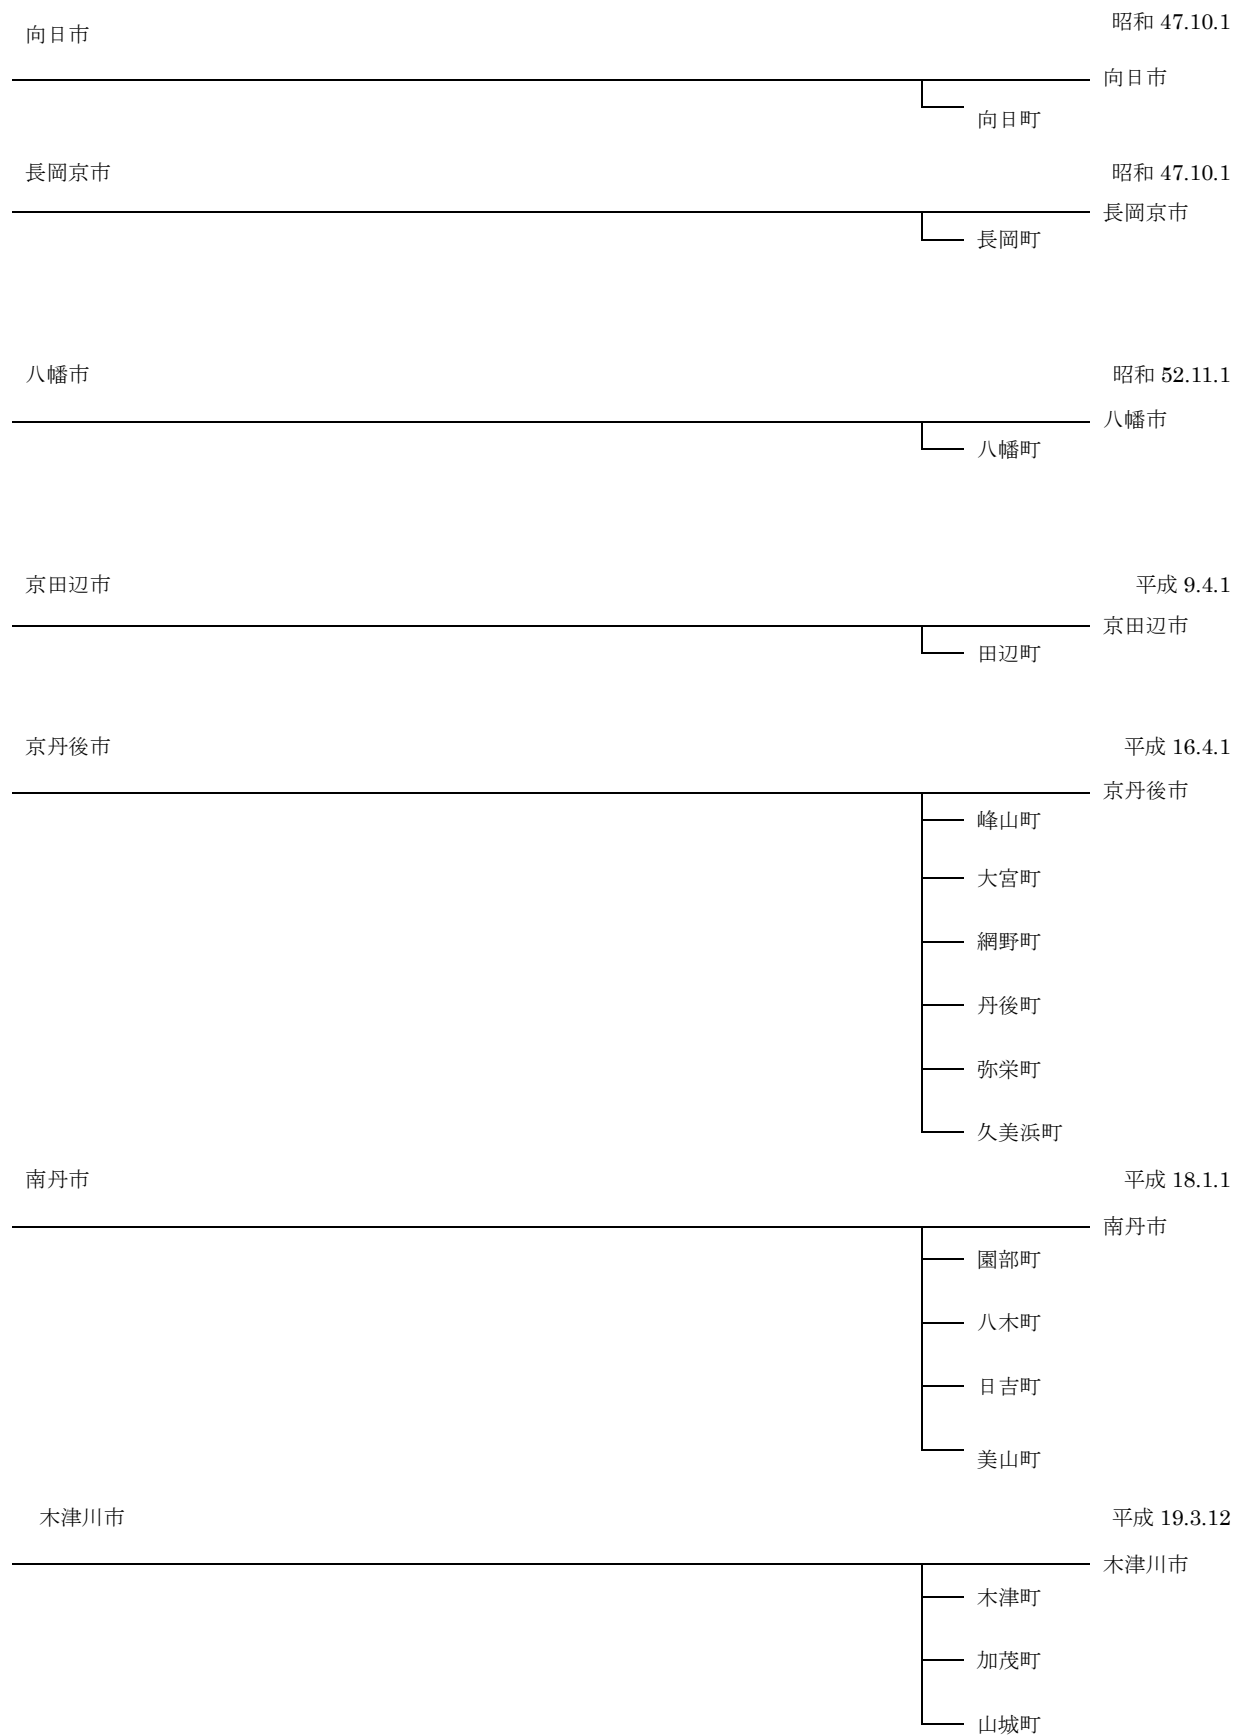 向日市
昭和 47.10.1
向日市
向日町
長岡京市
昭和 47.10.1
長岡京市
長岡町
八幡市
昭和 52.11.1
八幡市
八幡町
京田辺市
平成 9.4.1
京田辺市
田辺町
京丹後市
平成 16.4.1
京丹後市
峰山町
大宮町
網野町
丹後町
弥栄町
久美浜町
南丹市
平成 18.1.1
南丹市
園部町
八木町
日吉町
美山町
木津川市
平成 19.3.12
木津川市
木津町
加茂町
山城町